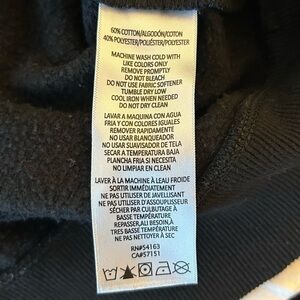 60% COTTON/ALGODÓN/COTON
40% POLYESTER/POLIÉSTER/POLYESTER
MACHINE WASH COLD WITH
LIKE COLORS ONLY
REMOVE PROMPTLY
DO NOT BLEACH
DO NOT USE FABRIC SOFTENER
TUMBLE DRY LOW
COOL IRON WHEN NEEDED
DO NOT DRY CLEAN
LAVAR A MAQUINA CON AGUA
FRIA Y CON COLORES IGUALES
REMOVER RAPIDAMENTE
NO USAR BLANQUEADOR
NO USAR SUAVISADOR DE TELA
SECAR A TEMPERATURA BAJA
PLANCHA FRIA SI NECESITA
NO LIMPIAR EN SECO
LAVER À LA MACHINE À LEAU FROIDE
SORTIR IMMÉDIATEMENT
NE PAS UTILISER DE JAVELLISANT
NE PAS UTILISER D'ASSOUPLISSEUR
SÉCHER PAR CULBUTAGE À
BASSE TEMPÉRATURE
REPASSER,ALI BESOIN,À
TRES BASSE TEMPÉRATURE
NE PAS NETTOYER À SEC
RN#54163
CA#57151